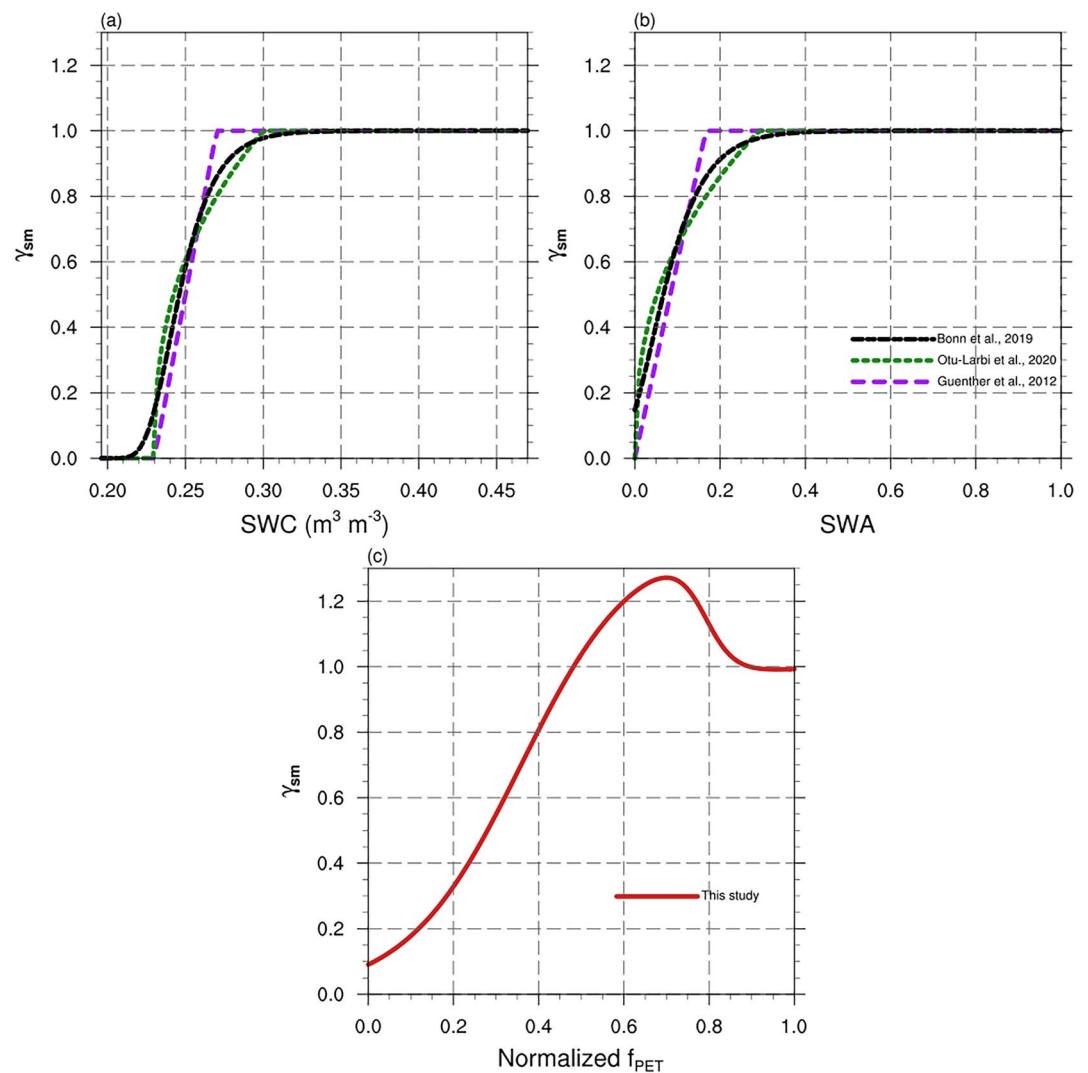 (a)
1.2
1.0
0.8
0.6
0.4
0.2
0.0
γsm
0.20 0.25 0.30 0.35 0.40 0.45
SWC (m³ m⁻³)
(b)
1.2
1.0
0.8
0.6
0.4
0.2
0.0
γsm
Bonn et al., 2019
Otu-Larbi et al., 2020
Guenther et al., 2012
0.0 0.2 0.4 0.6 0.8 1.0
SWA
(c)
1.2
1.0
0.8
0.6
0.4
0.2
0.0
γsm
This study
0.0 0.2 0.4 0.6 0.8 1.0
Normalized fPET